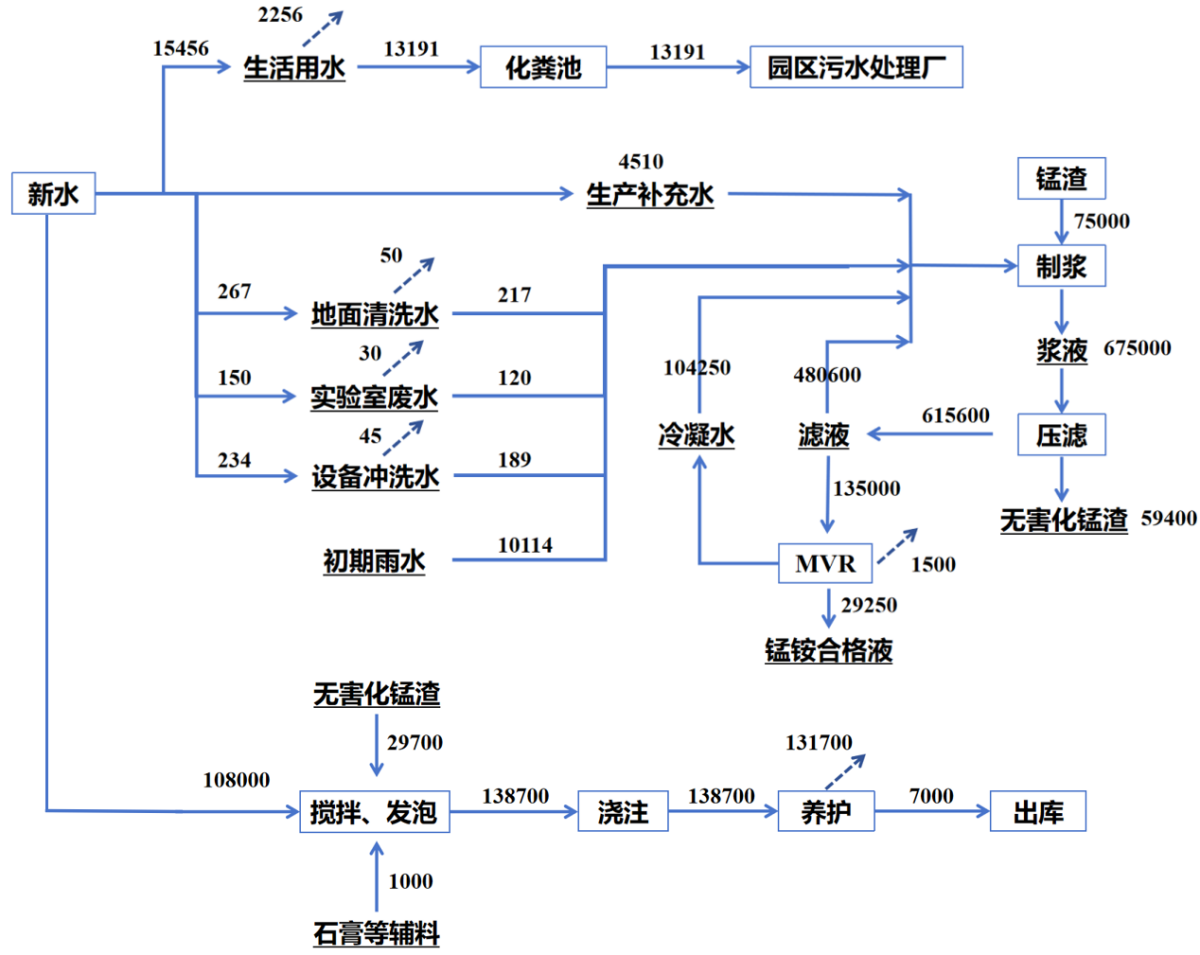 2256
15456
生活用水
13191
化粪池
13191
园区污水处理厂
新水
4510
生产补充水
锰渣
75000
制浆
50
267
地面清洗水
217
30
150
实验室废水
120
45
234
设备冲洗水
189
初期雨水
10114
104250
冷凝水
480600
滤液
浆液
675000
615600
压滤
135000
无害化锰渣
59400
MVR
1500
29250
锰铵合格液
无害化锰渣
29700
108000
搅拌、发泡
138700
浇注
138700
131700
养护
7000
出库
1000
石膏等辅料